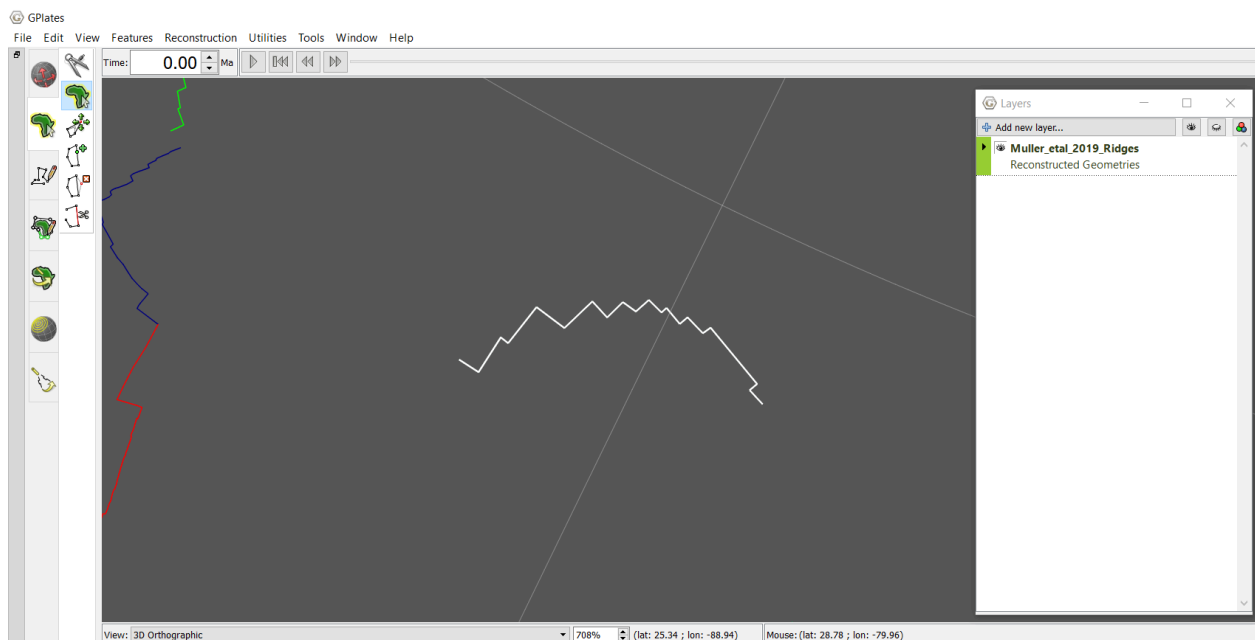 GPlates
File Edit View Features Reconstruction Utilities Tools Window Help
Time: 0.00 Ma
Layers
Add new layer...
Muller_etal_2019_Ridges
Reconstructed Geometries
View: 3D Orthographic 708% (lat: 25.34 ; lon: -88.94) Mouse: (lat: 28.78 ; lon: -79.96)